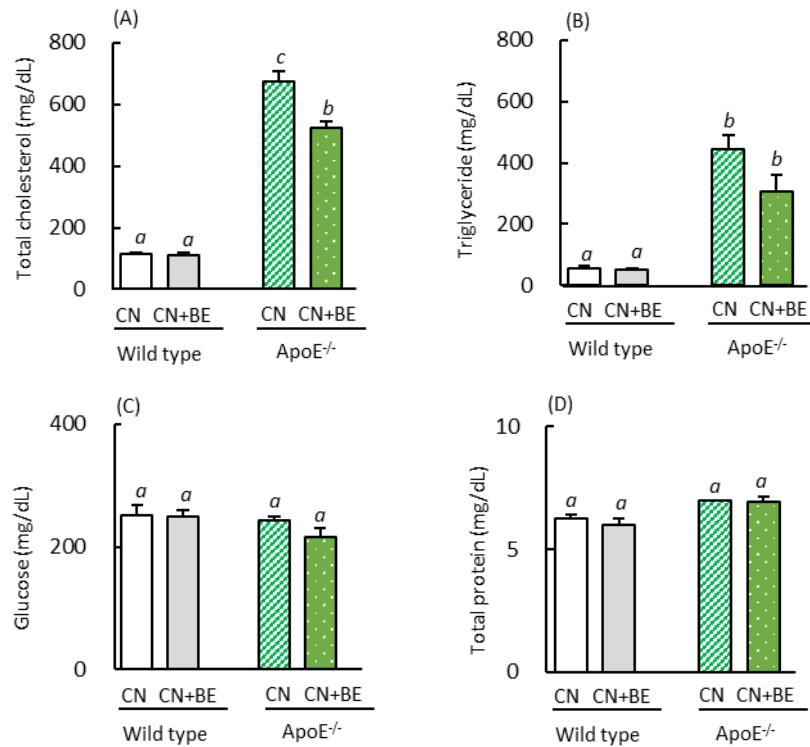 (A)
Total cholesterol (mg/dL)
800
600
400
200
0
a
a
c
b
CN CN+BE CN CN+BE
Wild type ApoE-/-
(B)
Triglyceride (mg/dL)
800
600
400
200
0
a
a
b
b
CN CN+BE CN CN+BE
Wild type ApoE-/-
(C)
Glucose (mg/dL)
400
200
0
a
a
a
a
CN CN+BE CN CN+BE
Wild type ApoE-/-
(D)
Total protein (mg/dL)
10
5
0
a
a
a
a
CN CN+BE CN CN+BE
Wild type ApoE-/-